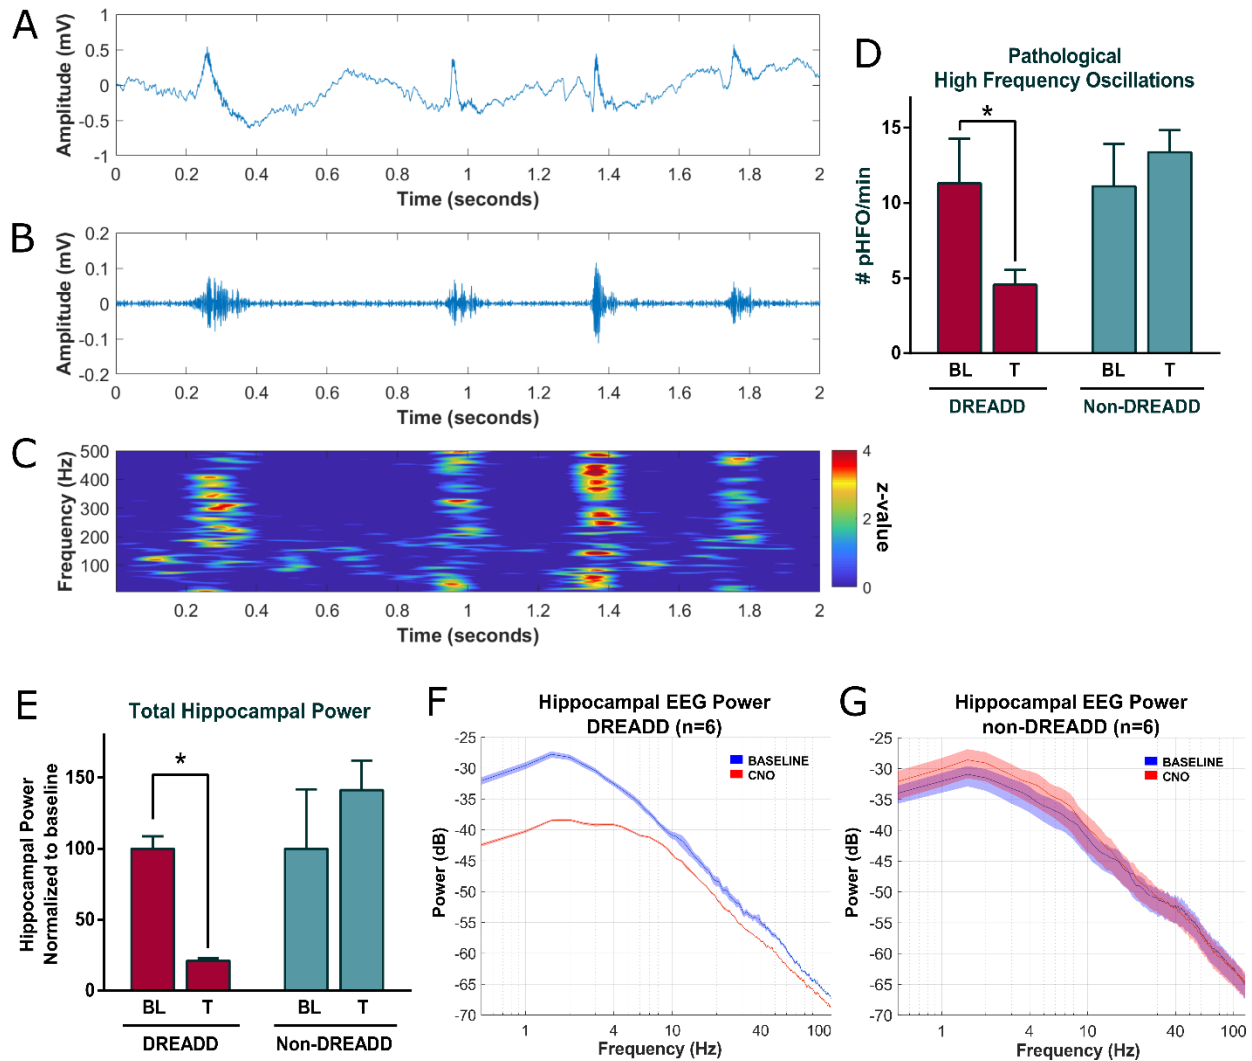 A
Amplitude (mV)
1
0.5
0
-0.5
-1
0 0.2 0.4 0.6 0.8 1 1.2 1.4 1.6 1.8 2
Time (seconds)
B
Amplitude (mV)
0.2
0.1
0
-0.1
-0.2
0 0.2 0.4 0.6 0.8 1 1.2 1.4 1.6 1.8 2
Time (seconds)
C
Frequency (Hz)
500
400
300
200
100
0.2 0.4 0.6 0.8 1 1.2 1.4 1.6 1.8 2
Time (seconds)
4
2
0
z-value
D
Pathological
High Frequency Oscillations
# pHFO/min
15
10
5
0
*
BL T BL T
DREADD Non-DREADD
E
Total Hippocampal Power
Hippocampal Power
Normalized to baseline
150
100
50
0
*
BL T BL T
DREADD Non-DREADD
F
Hippocampal EEG Power
DREADD (n=6)
Power (dB)
-25
-30
-35
-40
-45
-50
-55
-60
-65
-70
BASELINE
CNO
1 4 10 40 100
Frequency (Hz)
G
Hippocampal EEG Power
non-DREADD (n=6)
Power (dB)
-25
-30
-35
-40
-45
-50
-55
-60
-65
-70
BASELINE
CNO
1 4 10 40 100
Frequency (Hz)